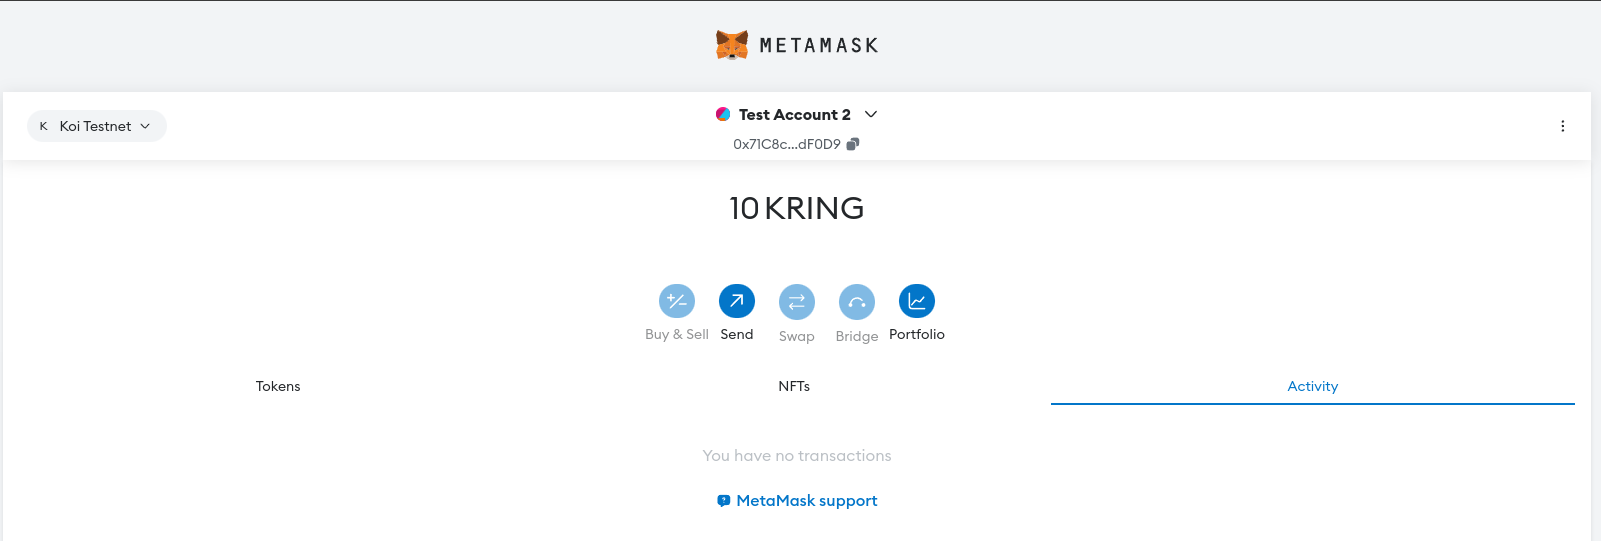 METAMASK
K Koi Testnet
Test Account 2
0x71C8c...dF0D9
10 KRING
Buy & Sell Send Swap Bridge Portfolio
Tokens NFTs Activity
You have no transactions
MetaMask support